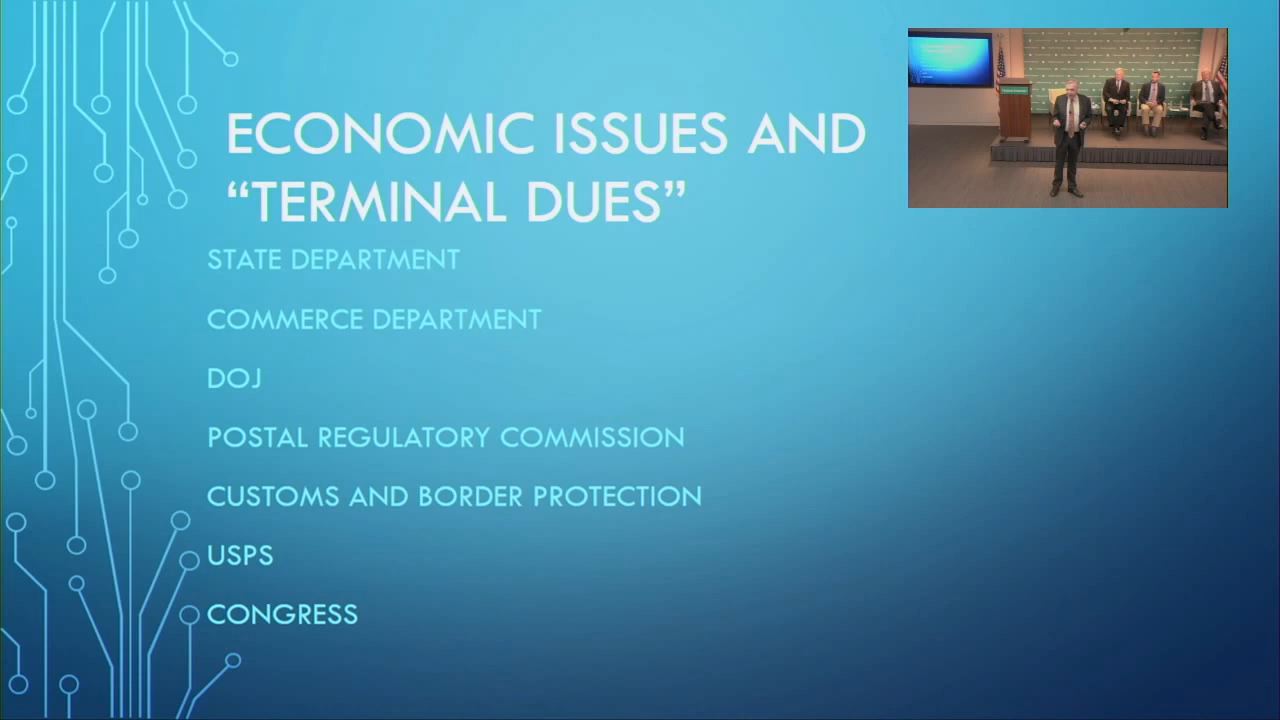 ECONOMIC ISSUES AND
“TERMINAL DUES”
STATE DEPARTMENT
COMMERCE DEPARTMENT
DOJ
POSTAL REGULATORY COMMISSION
CUSTOMS AND BORDER PROTECTION
USPS
CONGRESS